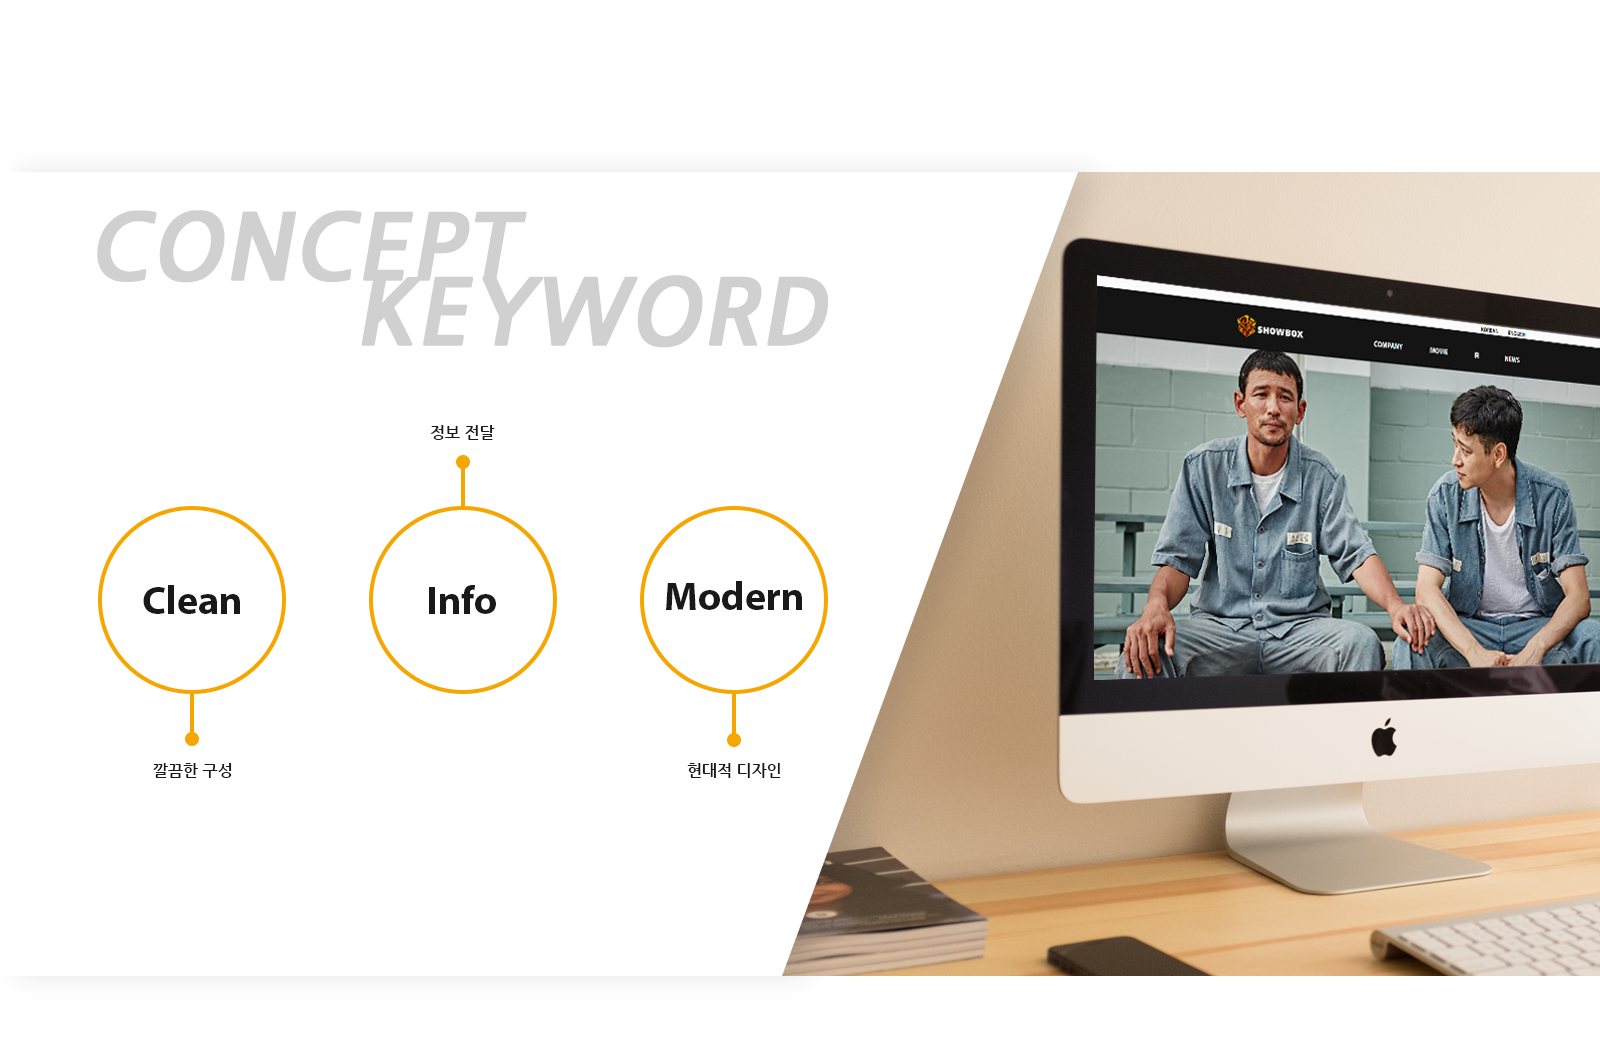 CONCEPT
KEYWORD
정보 전달
Clean
Info
Modern
깔끔한 구성
현대적 디자인
KOREAN ENGLISH
SHOWBOX
COMPANY MOVIE IR NEWS